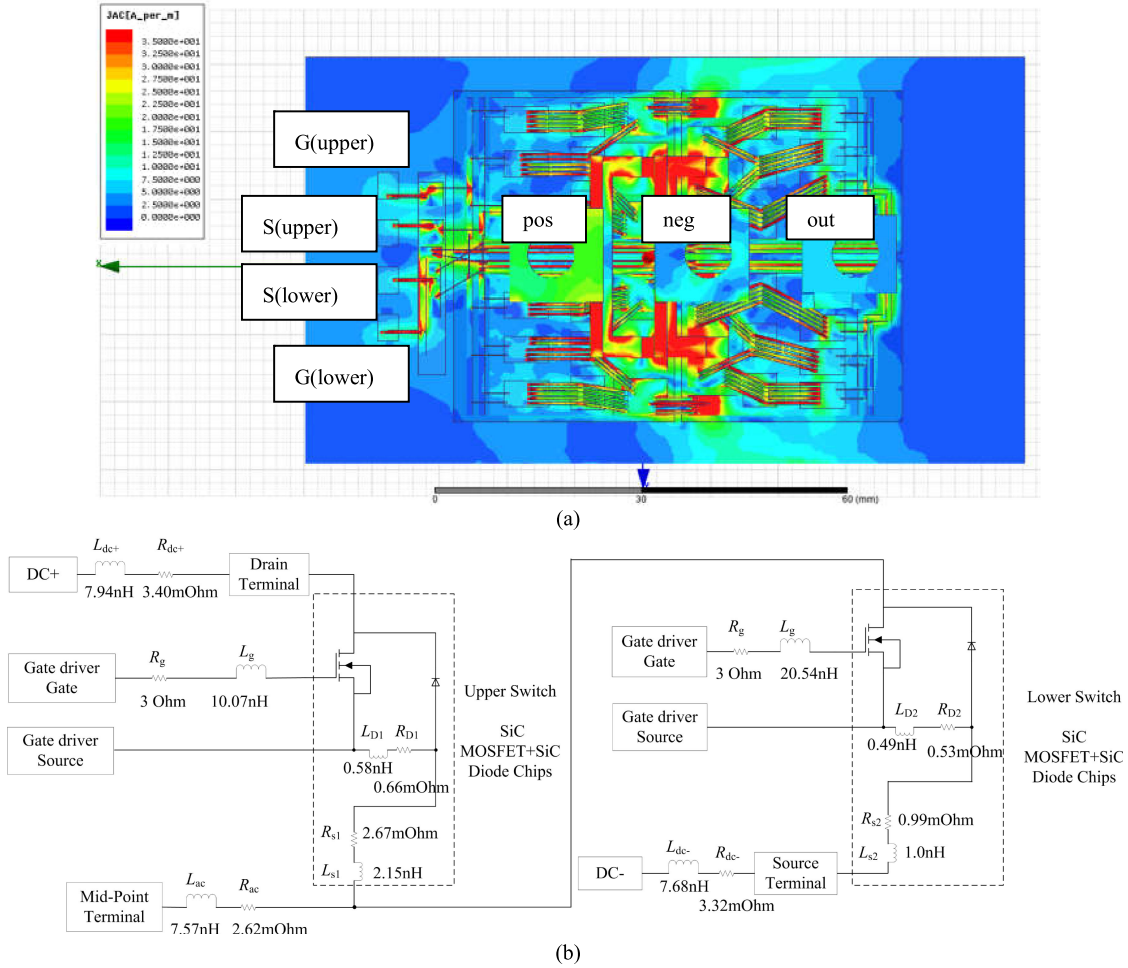 JAC[A_per_m]
3.5000e+001
3.2500e+001
3.0000e+001
2.7500e+001
2.5000e+001
2.2500e+001
2.0000e+001
1.7500e+001
1.5000e+001
1.2500e+001
1.0000e+001
7.5000e+000
5.0000e+000
2.5000e+000
0.0000e+000
G(upper)
S(upper)
S(lower)
G(lower)
pos
neg
out
X
0
30
60 (mm)
(a)
DC+
Ldc+
7.94nH
Rdc+
3.40mOhm
Drain
Terminal
Gate driver
Gate
Rg
3 Ohm
Lg
10.07nH
Gate driver
Source
LD1
RD1
0.58nH
0.66mOhm
Rs1
2.67mOhm
Ls1
2.15nH
Upper Switch
SiC
MOSFET+SiC
Diode Chips
Mid-Point
Terminal
Lac
7.57nH
Rac
2.62mOhm
Gate driver
Gate
Rg
3 Ohm
Lg
20.54nH
Gate driver
Source
LD2
RD2
0.49nH
0.53mOhm
Rs2
0.99mOhm
Ls2
1.0nH
Lower Switch
SiC
MOSFET+SiC
Diode Chips
DC-
Ldc-
7.68nH
Rdc-
3.32mOhm
Source
Terminal
(b)